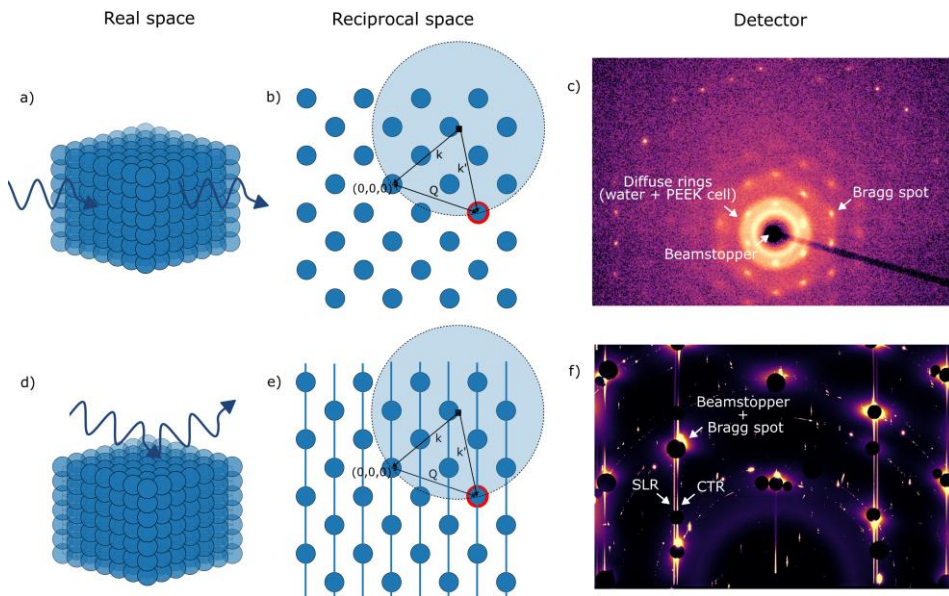 Real space
Reciprocal space
Detector
a)
b)
k
k'
(0,0,0)
Q
c)
Diffuse rings
(water + PEEK cell)
Bragg spot
Beamstopper
d)
e)
k
k'
(0,0,0)
Q
f)
Beamstopper
+
Bragg spot
SLR
CTR